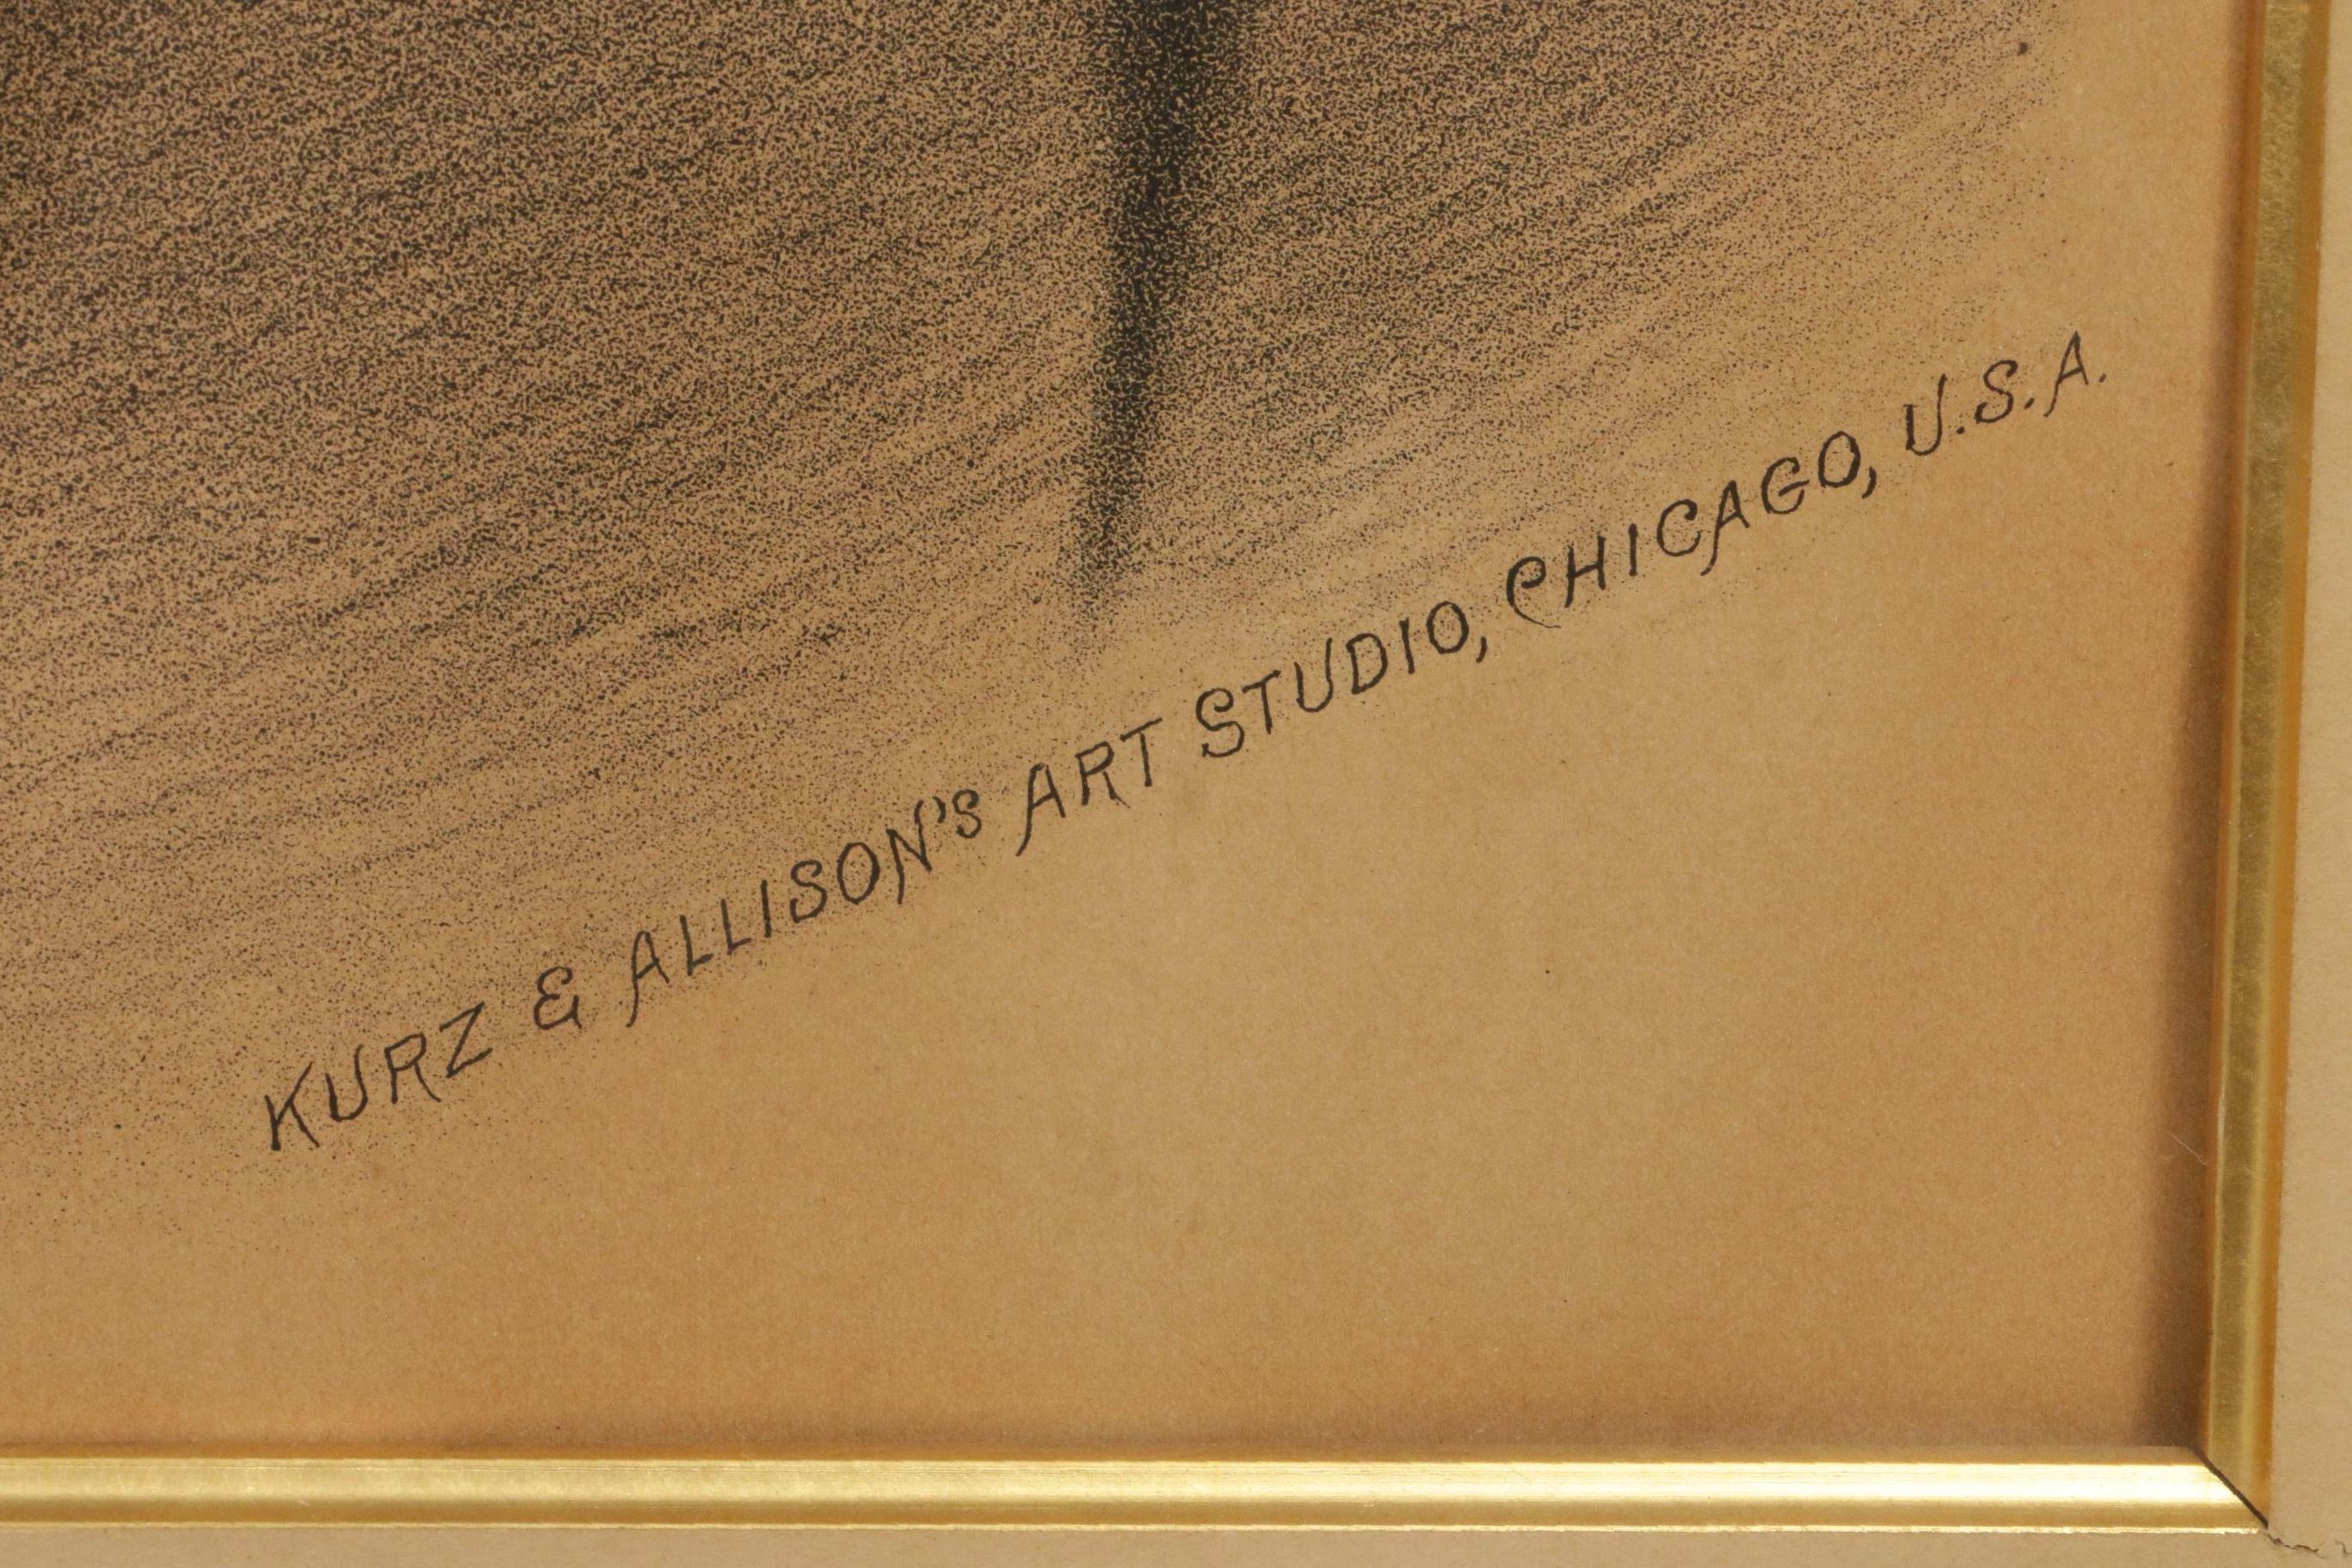 KURZ & ALLISON'S ART STUDIO, CHICAGO, U.S.A.